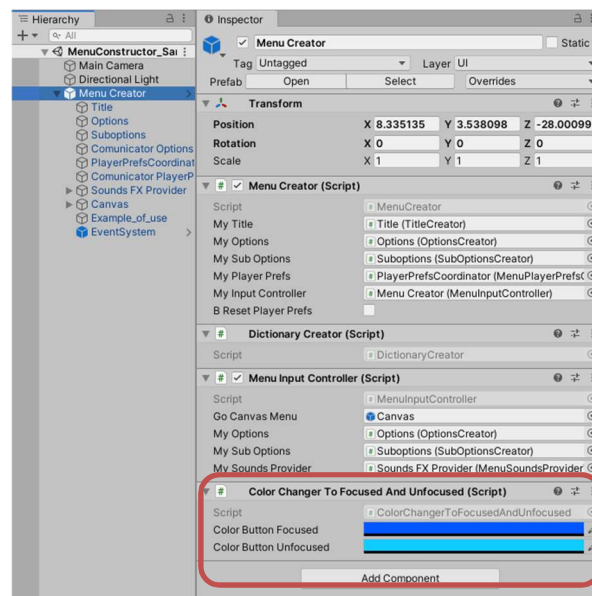 Hierarchy
All
MenuConstructor_Sa
Main Camera
Directional Light
Menu Creator
Title
Options
Suboptions
Comunicator Options
PlayerPrefsCoordinat
Comunicator PlayerP
Sounds FX Provider
Canvas
Example_of_use
EventSystem
Inspector
Menu Creator Static
Tag Untagged Layer UI
Prefab Open Select Overrides
Transform
Position X 8.335135 Y 3.538098 Z -28.00099
Rotation X 0 Y 0 Z 0
Scale X 1 Y 1 Z 1
# Menu Creator (Script)
Script # MenuCreator
My Title # Title (TitleCreator)
My Options # Options (OptionsCreator)
My Sub Options # Suboptions (SubOptionsCreator)
My Player Prefs # PlayerPrefsCoordinator (MenuPlayerPrefsC
My Input Controller # Menu Creator (MenuInputController)
B Reset Player Prefs
# Dictionary Creator (Script)
Script # DictionaryCreator
# Menu Input Controller (Script)
Script # MenuInputController
Go Canvas Menu Canvas
My Options # Options (OptionsCreator)
My Sub Options # Suboptions (SubOptionsCreator)
My Sounds Provider # Sounds FX Provider (MenuSoundsProvider
# Color Changer To Focused And Unfocused (Script)
Script # ColorChangerToFocusedAndUnfocused
Color Button Focused
Color Button Unfocused
Add Component